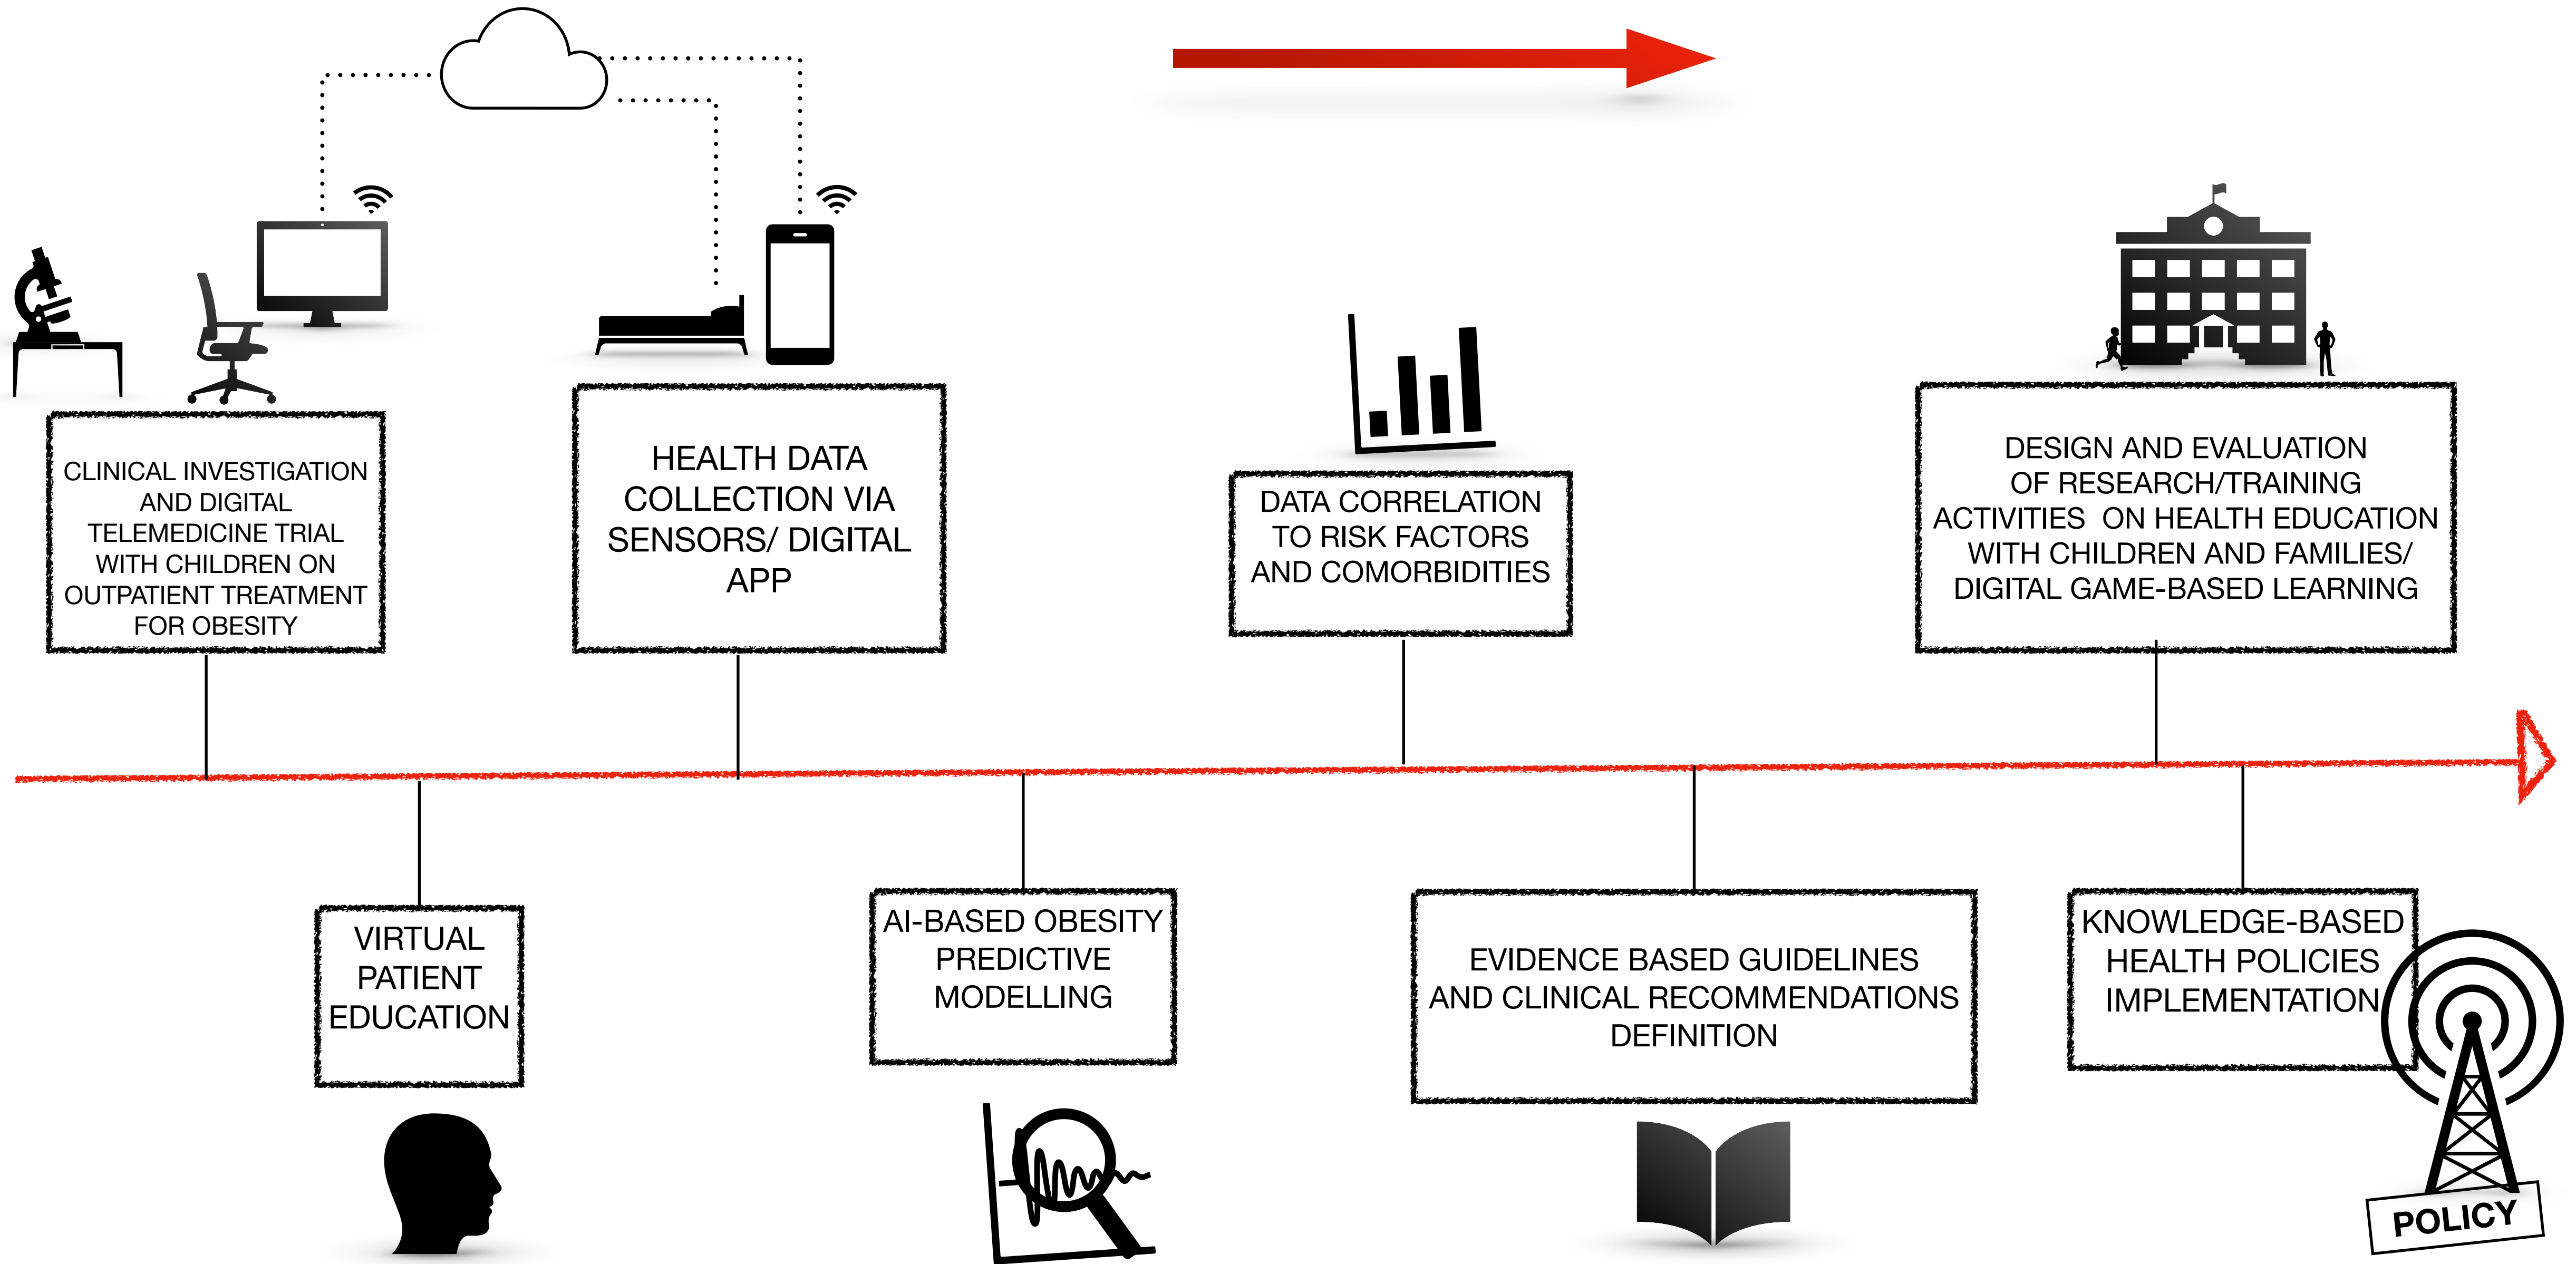 CLINICAL INVESTIGATION
AND DIGITAL
TELEMEDICINE TRIAL
WITH CHILDREN ON
OUTPATIENT TREATMENT
FOR OBESITY
HEALTH DATA
COLLECTION VIA
SENSORS/ DIGITAL
APP
DATA CORRELATION
TO RISK FACTORS
AND COMORBIDITIES
DESIGN AND EVALUATION
OF RESEARCH/TRAINING
ACTIVITIES ON HEALTH EDUCATION
WITH CHILDREN AND FAMILIES/
DIGITAL GAME-BASED LEARNING
VIRTUAL
PATIENT
EDUCATION
AI-BASED OBESITY
PREDICTIVE
MODELLING
EVIDENCE BASED GUIDELINES
AND CLINICAL RECOMMENDATIONS
DEFINITION
KNOWLEDGE-BASED
HEALTH POLICIES
IMPLEMENTATION
POLICY